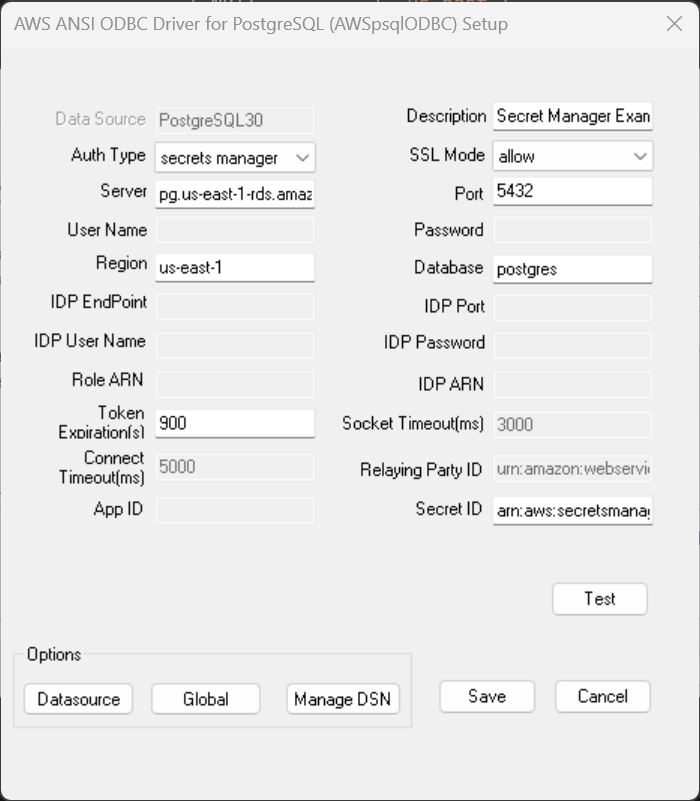 AWS ANSI ODBC Driver for PostgreSQL (AWSpsqlODBC) Setup
Data Source PostgreSQL30 Description Secret Manager Exam
Auth Type secrets manager SSL Mode allow
Server pg.us-east-1-rds.amaz Port 5432
User Name Password
Region us-east-1 Database postgres
IDP EndPoint IDP Port
IDP User Name IDP Password
Role ARN IDP ARN
Token
Expiration(s) 900 Socket Timeout(ms) 3000
Connect
Timeout(ms) 5000 Relaying Party ID urn:amazon:webservi
App ID Secret ID arn:aws:secretsmanag
Test
Options
Datasource Global Manage DSN Save Cancel